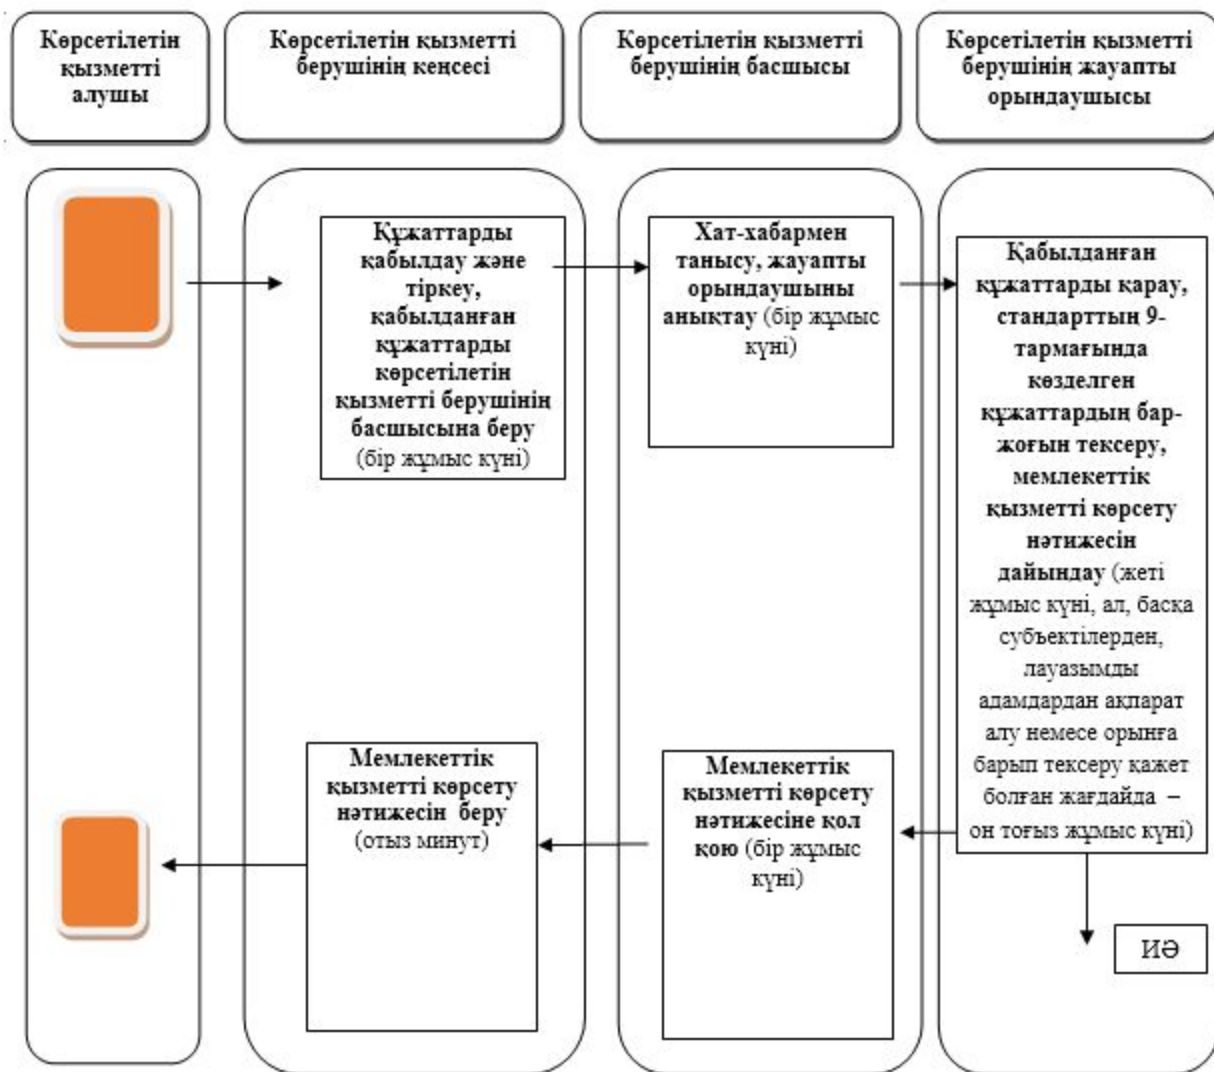 Көрсетілетін
қызметті
алушы
Көрсетілетін қызметті
берушінің кеңсесі
Көрсетілетін қызметті
берушінің басшысы
Көрсетілетін қызметті
берушінің жауапты
орындаушысы
Құжаттарды
қабылдау және
тіркеу,
қабылданған
құжаттарды
көрсетілетін
қызметті берушінің
басшысына беру
(бір жұмыс күні)
Хат-хабармен
танысу, жауапты
орындаушыны
анықтау (бір жұмыс
күні)
Қабылданған
құжаттарды қарау,
стандарттың 9-
тармағында
көзделген
құжаттардың бар-
жоғын тексеру,
мемлекеттік
қызметті көрсету
нәтижесін
дайындау (жеті
жұмыс күні, ал, басқа
субъектілерден,
лауазымды
адамдардан ақпарат
алу немесе орынға
барып тексеру қажет
болған жағдайда –
он тоғыз жұмыс күні)
Мемлекеттік
қызметті көрсету
нәтижесін беру
(отыз минут)
Мемлекеттік
қызметті көрсету
нәтижесіне қол
қою (бір жұмыс
күні)
ИӘ